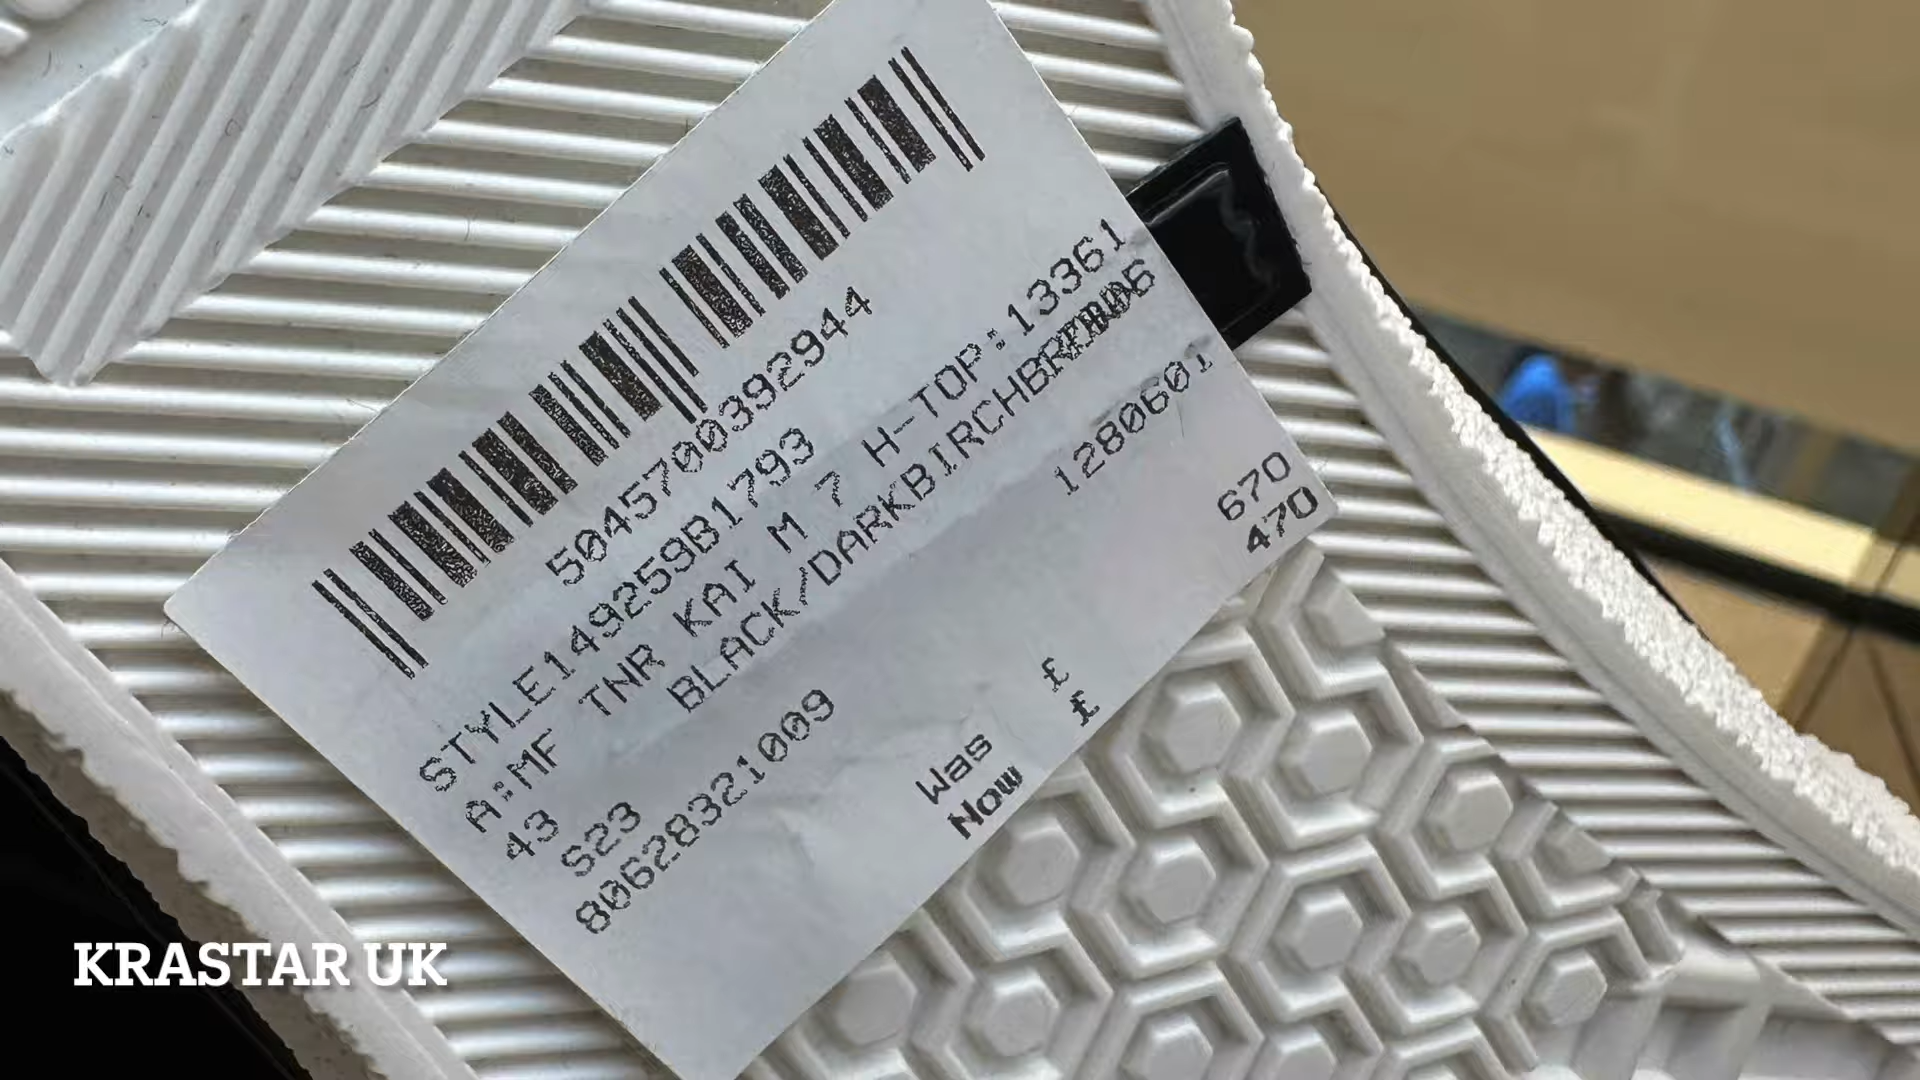 5045700392944
STYLE149259B1793
A:MF TNR KAI M 7 H-TOP::13361
43 BLACK/DARKBIRCHBR
S23 1280601
80628321009
Was £ 670
Now £ 470
KRASTAR UK